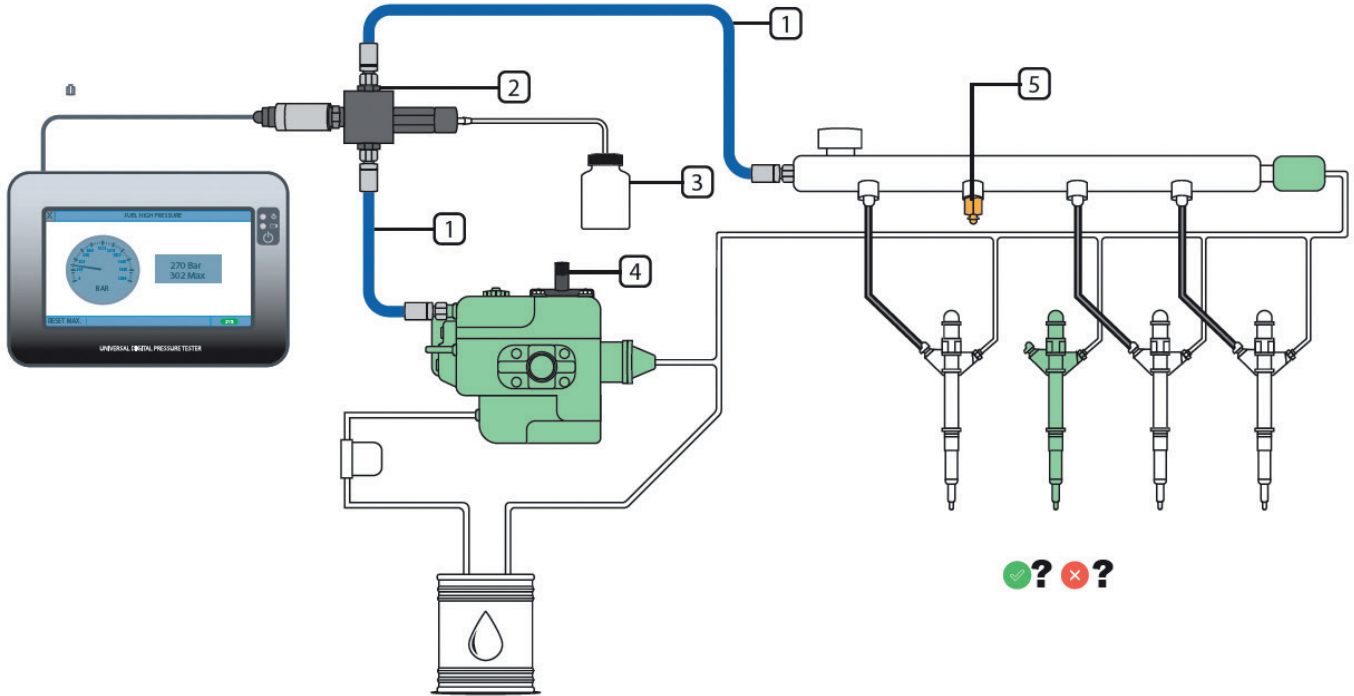 1
2
5
3
X
FUEL HIGH PRESSURE
1
270 Bar
302 Max
4
BAR
RESET MAX.
UNIVERSAL DIGITAL PRESSURE TESTER
? ?